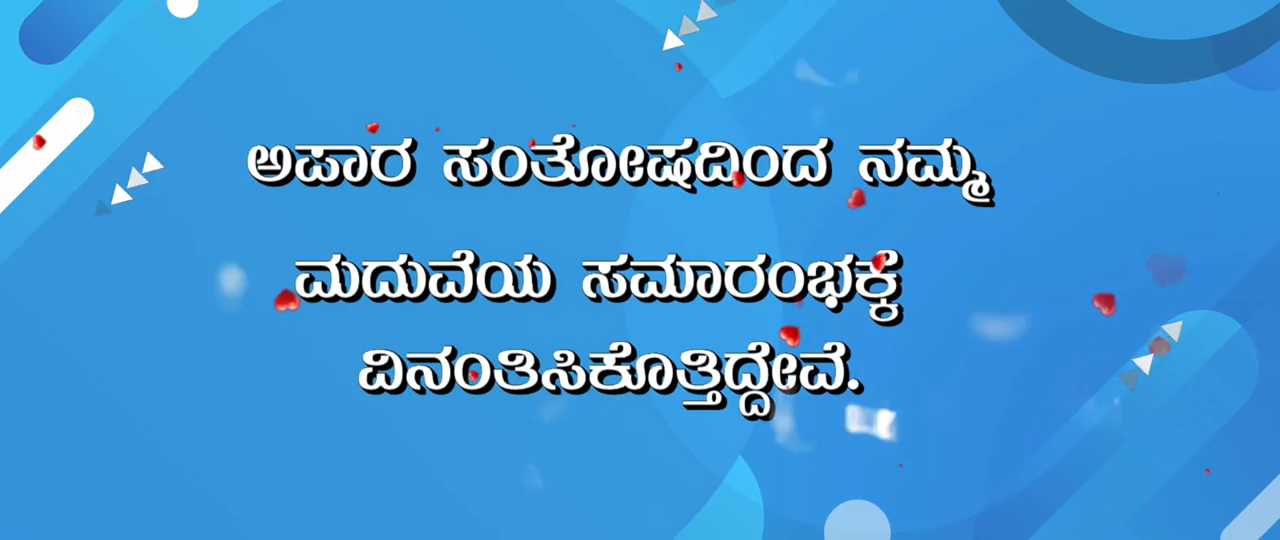 ಅಪಾರ ಸಂತೋಷದಿಂದ ನಮ್ಮ
ಮದುವೆಯ ಸಮಾರಂಭಕ್ಕೆ
ವಿನಂತಿಸಿಕೊತ್ತಿದ್ದೇವೆ.